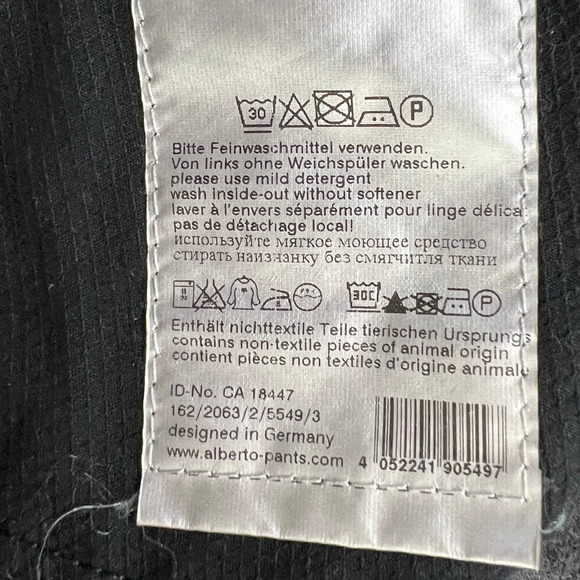 30 P
Bitte Feinwaschmittel verwenden.
Von links ohne Weichspüler waschen.
please use mild detergent
wash inside-out without softener
laver à l'envers séparément pour linge délica
pas de détachage local!
используйте мягкое моющее средство
стирать наизнанку без смягчитля ткани
30C P
Enthält nichttextile Teile tierischen Ursprungs
contains non-textile pieces of animal origin
contient pièces non textiles d'origine animale
ID-No. CA 18447
162/2063/2/5549/3
designed in Germany
www.alberto-pants.com
4 052241 905497